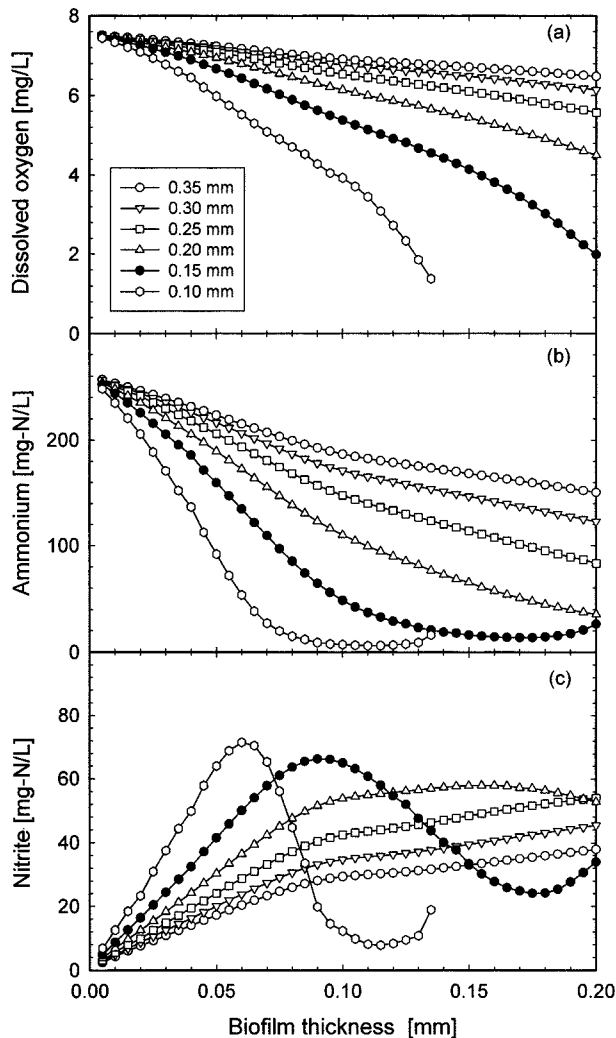 8
6
4
2
0
Dissolved oxygen [mg/L]
(a)
0.35 mm
0.30 mm
0.25 mm
0.20 mm
0.15 mm
0.10 mm
200
100
0
Ammonium [mg-N/L]
(b)
80
60
40
20
0
Nitrite [mg-N/L]
(c)
0.00 0.05 0.10 0.15 0.20
Biofilm thickness [mm]